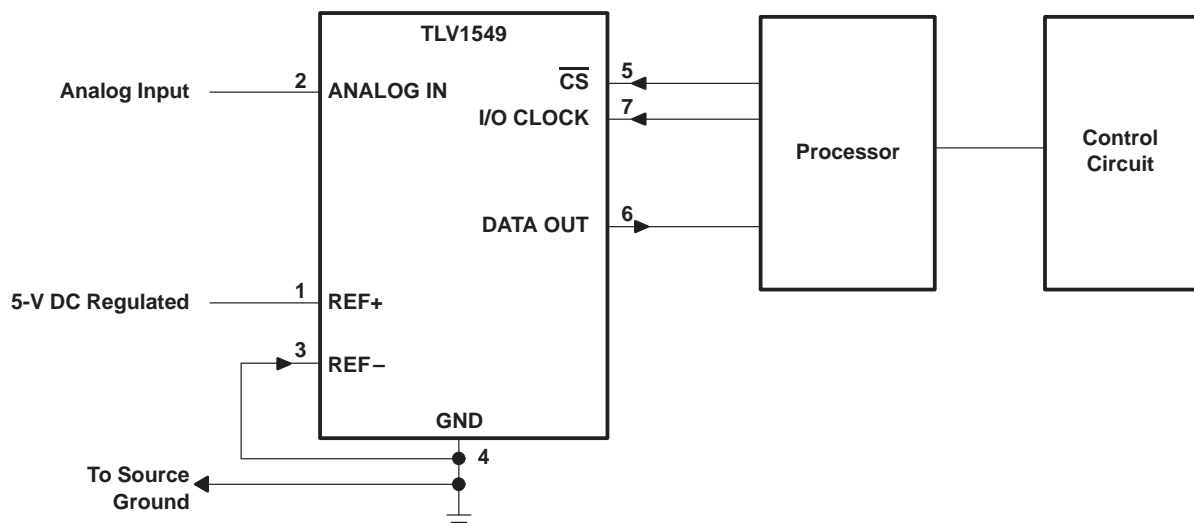 TLV1549
Analog Input
2
ANALOG IN
CS
5
I/O CLOCK
7
DATA OUT
6
Processor
Control
Circuit
5-V DC Regulated
1
REF+
3
REF–
GND
4
To Source
Ground